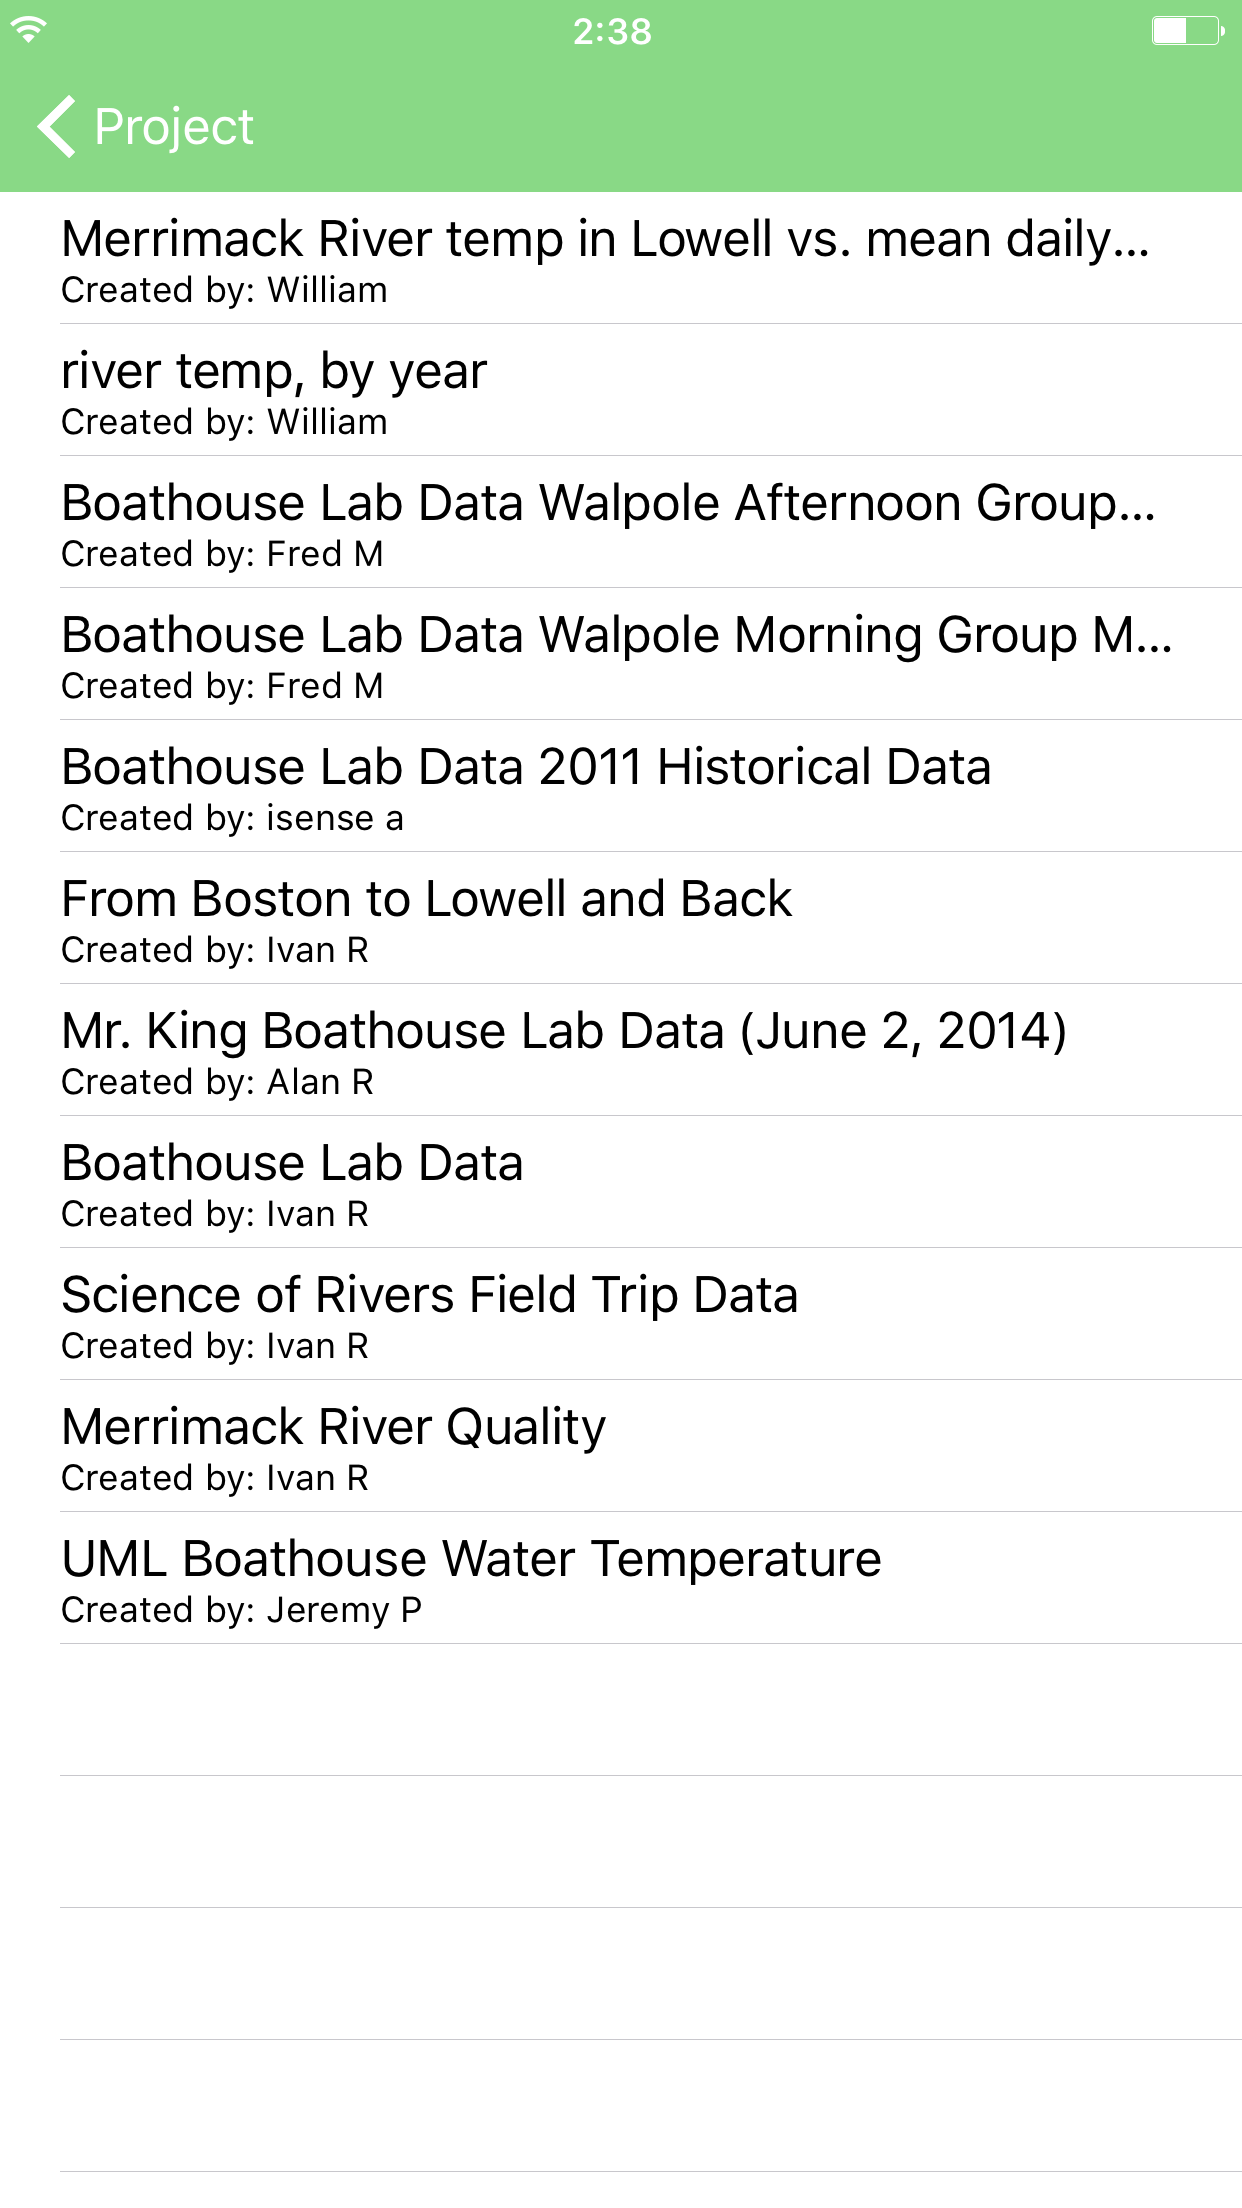 2:38
Project
Merrimack River temp in Lowell vs. mean daily...
Created by: William
river temp, by year
Created by: William
Boathouse Lab Data Walpole Afternoon Group...
Created by: Fred M
Boathouse Lab Data Walpole Morning Group M...
Created by: Fred M
Boathouse Lab Data 2011 Historical Data
Created by: isense a
From Boston to Lowell and Back
Created by: Ivan R
Mr. King Boathouse Lab Data (June 2, 2014)
Created by: Alan R
Boathouse Lab Data
Created by: Ivan R
Science of Rivers Field Trip Data
Created by: Ivan R
Merrimack River Quality
Created by: Ivan R
UML Boathouse Water Temperature
Created by: Jeremy P